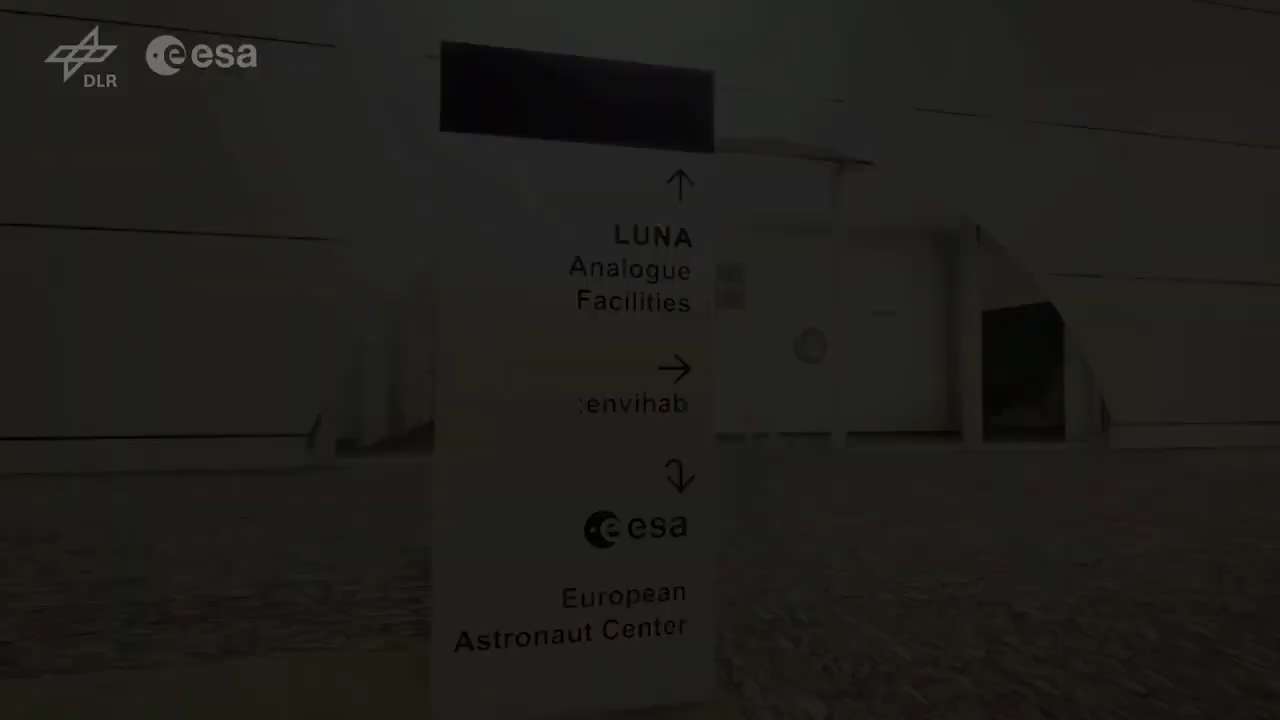 DLR
esa
↑
LUNA
Analogue
Facilities
→
:envihab
esa
European
Astronaut Center